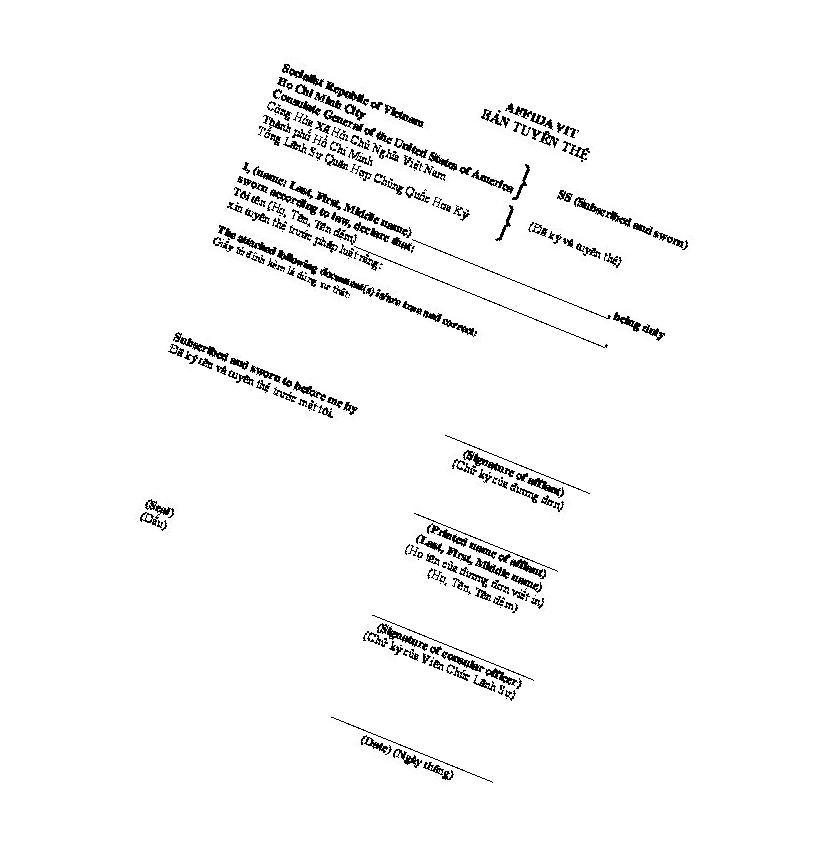 AFFIDAVIT
BẢN TUYÊN THỆ
Socialist Republic of Vietnam
Ho Chi Minh City
Consulate General of the United States of America } SS (Subscribed and sworn)
Cộng Hòa Xã Hội Chủ Nghĩa Việt Nam
Thành phố Hồ Chí Minh
Tổng Lãnh Sự Quán Hợp Chủng Quốc Hoa Kỳ } (Đã ký và tuyên thệ)
I, (name: Last, First, Middle name) , being duly
sworn according to law, declare that:
Tôi tên (Họ, Tên, Tên đệm) ,
xin tuyên thệ trước pháp luật rằng:
The attached following document(s) is/are true and correct:
Giấy tờ đính kèm là đúng sự thật:
Subscribed and sworn to before me by
Đã ký tên và tuyên thệ trước mặt tôi.
(Signature of affiant)
(Chữ ký của đương đơn)
(Seal)
(Dấu)
(Printed name of affiant)
(Last, First, Middle name)
(Họ tên của đương đơn viết in)
(Họ, Tên, Tên đệm)
(Signature of consular officer)
(Chữ ký của Viên Chức Lãnh Sự)
(Date) (Ngày tháng)